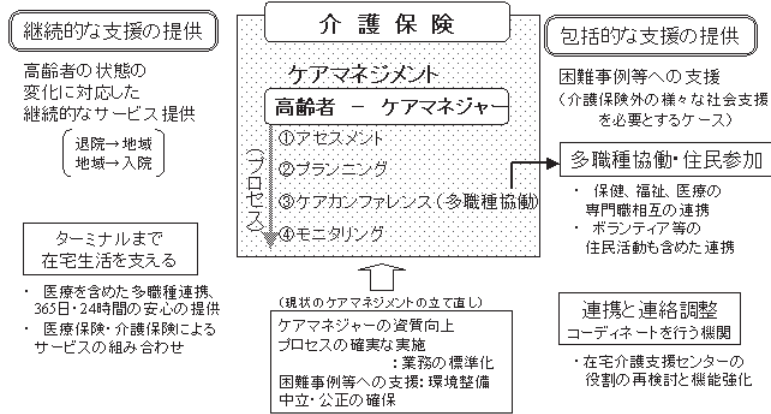 継続的な支援の提供
高齢者の状態の
変化に対応した
継続的なサービス提供
退院→地域
地域→入院
ターミナルまで
在宅生活を支える
・ 医療を含めた多職種連携、
365日・24時間の安心の提供
・ 医療保険・介護保険による
サービスの組み合わせ
介護保険
ケアマネジメント
高齢者 － ケアマネジャー
(プロセス)
①アセスメント
②プランニング
③ケアカンファレンス(多職種協働)
④モニタリング
(現状のケアマネジメントの立て直し)
ケアマネジャーの資質向上
プロセスの確実な実施
：業務の標準化
困難事例等への支援：環境整備
中立・公正の確保
包括的な支援の提供
困難事例等への支援
(介護保険外の様々な社会支援
を必要とするケース)
多職種協働・住民参加
・ 保健、福祉、医療の
専門職相互の連携
・ ボランティア等の
住民活動も含めた連携
連携と連絡調整
コーディネートを行う機関
・在宅介護支援センターの
役割の再検討と機能強化